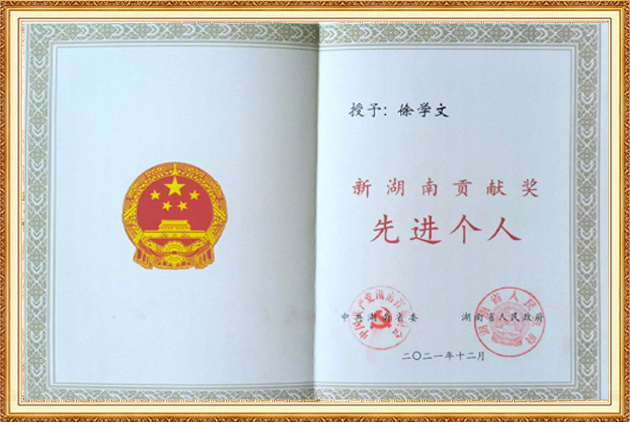 授予：徐学文
新湖南贡献奖
先进个人
中共湖南省委 湖南省人民政府
二〇二一年十二月